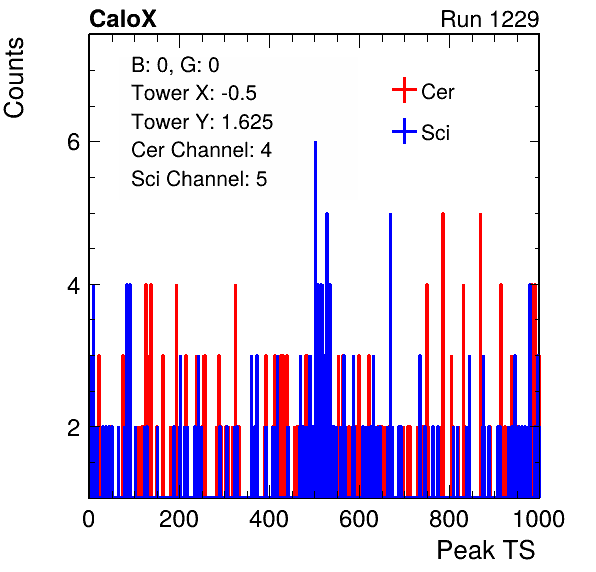 CaloX Run 1229
Counts
B: 0, G: 0
Tower X: -0.5
Tower Y: 1.625
Cer Channel: 4
Sci Channel: 5
Cer
Sci
6
4
2
0 200 400 600 800 1000
Peak TS